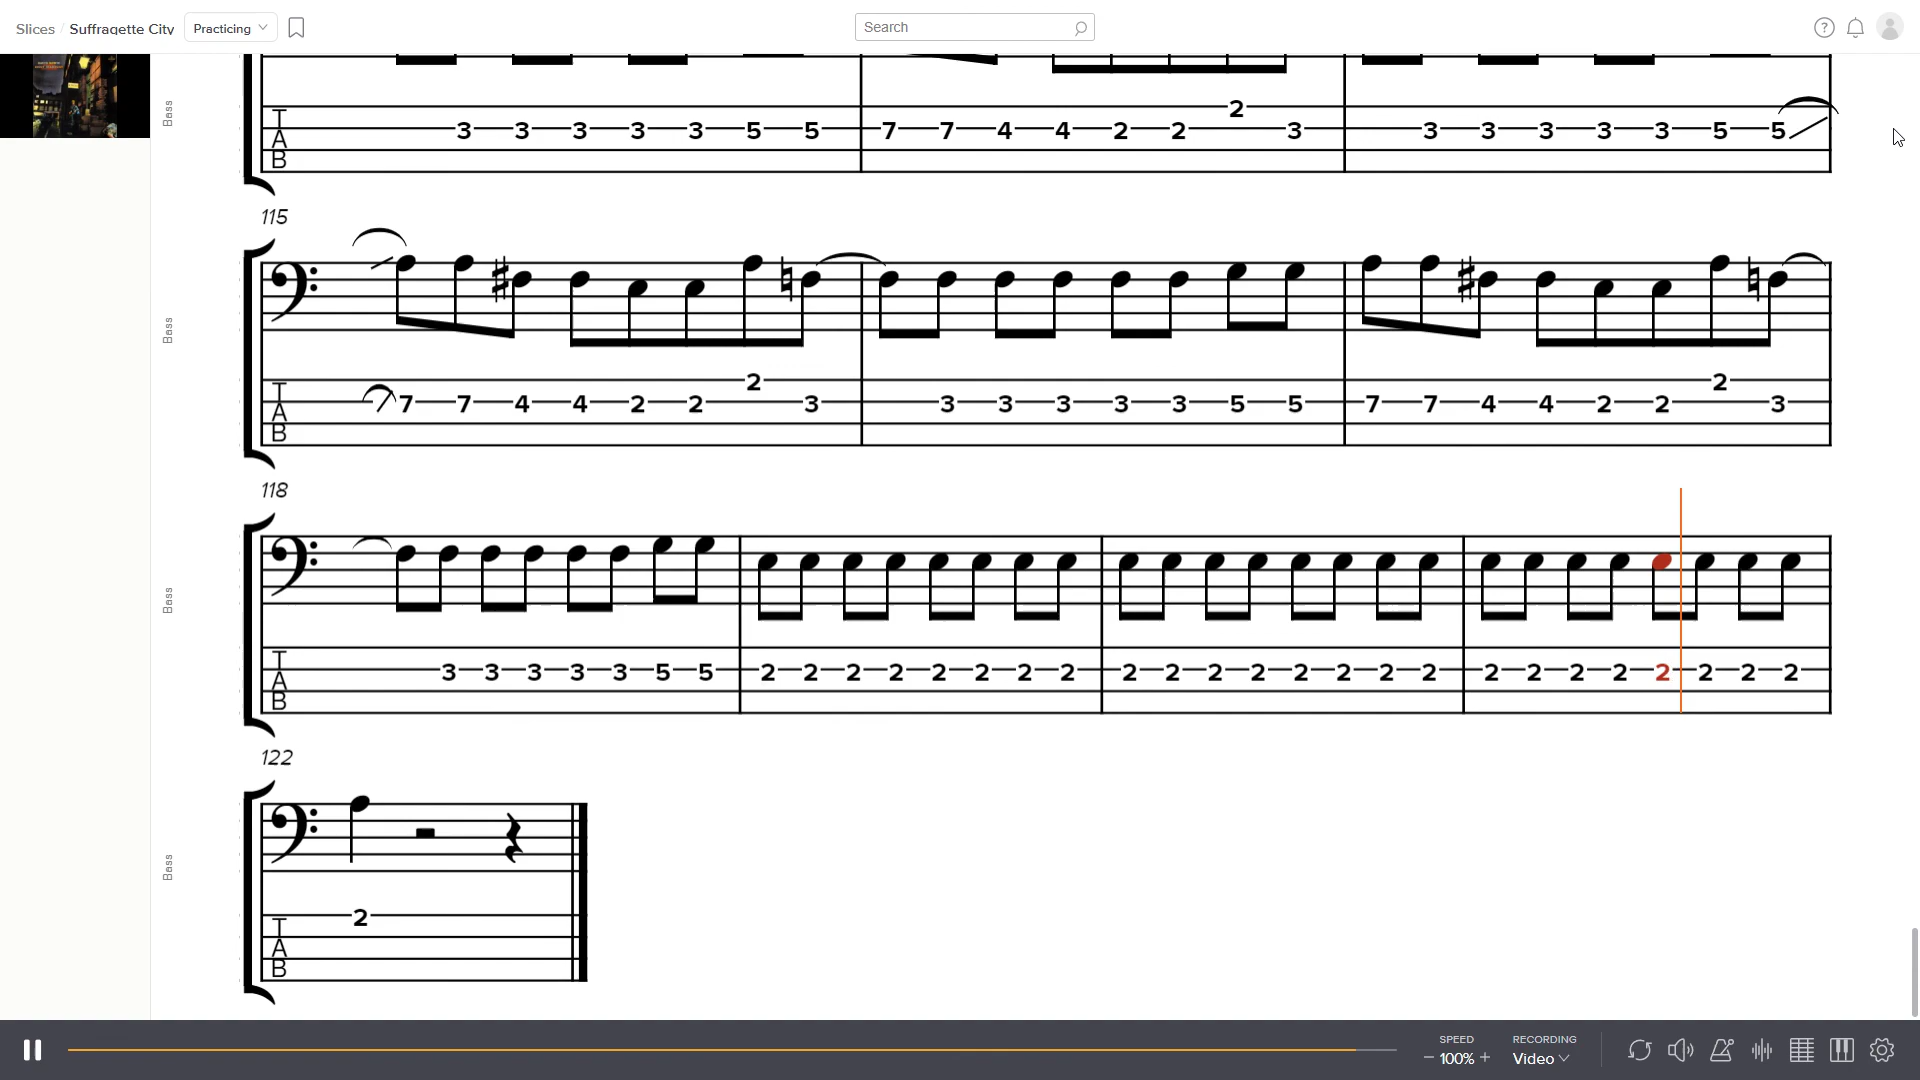 Slices / Suffragette City Practicing
Search
?
Bass
T 3 3 3 3 3 5 5 7 7 4 4 2 2 2 3 3 3 3 3 3 5 5
A
B
115
Bass
T 7 7 4 4 2 2 2 3 3 3 3 3 3 5 5 7 7 4 4 2 2 2 3
A
B
118
Bass
T 3 3 3 3 3 5 5 2 2 2 2 2 2 2 2 2 2 2 2 2 2 2 2 2 2 2 2 2 2 2 2
A
B
122
Bass
T 2
A
B
SPEED
− 100% +
RECORDING
Video